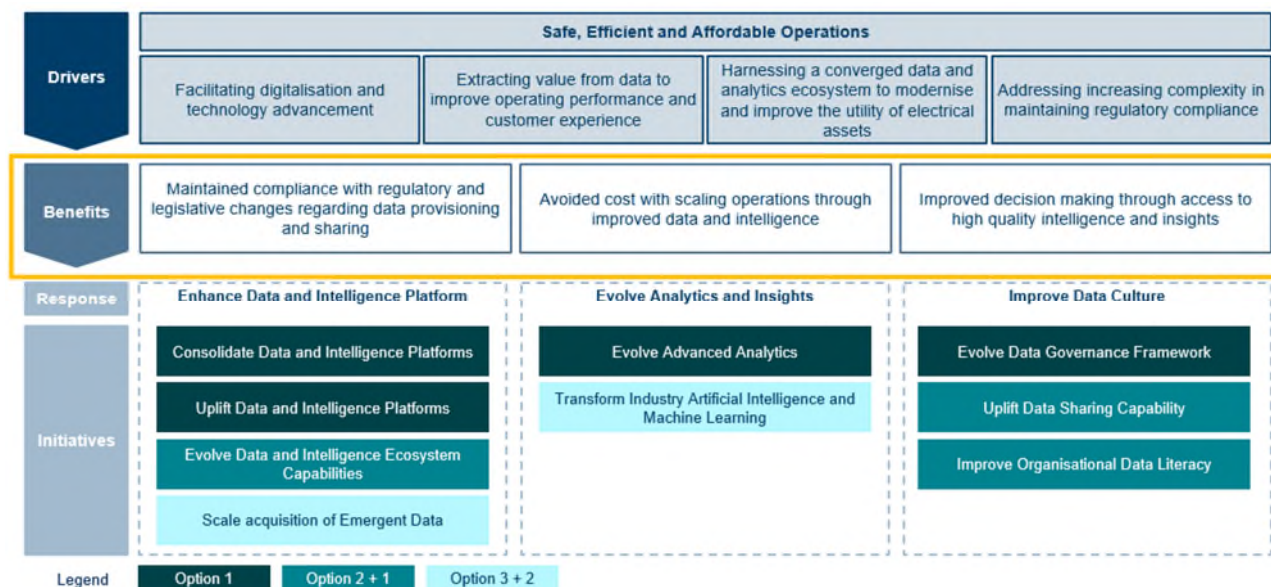 Drivers
Safe, Efficient and Affordable Operations
Facilitating digitalisation and
technology advancement
Extracting value from data to
improve operating performance and
customer experience
Harnessing a converged data and
analytics ecosystem to modernise
and improve the utility of electrical
assets
Addressing increasing complexity in
maintaining regulatory compliance
Benefits
Maintained compliance with regulatory and
legislative changes regarding data provisioning
and sharing
Avoided cost with scaling operations through
improved data and intelligence
Improved decision making through access to
high quality intelligence and insights
Response
Enhance Data and Intelligence Platform
Evolve Analytics and Insights
Improve Data Culture
Initiatives
Consolidate Data and Intelligence Platforms
Uplift Data and Intelligence Platforms
Evolve Data and Intelligence Ecosystem
Capabilities
Scale acquisition of Emergent Data
Evolve Advanced Analytics
Transform Industry Artificial Intelligence and
Machine Learning
Evolve Data Governance Framework
Uplift Data Sharing Capability
Improve Organisational Data Literacy
Legend
Option 1
Option 2 + 1
Option 3 + 2